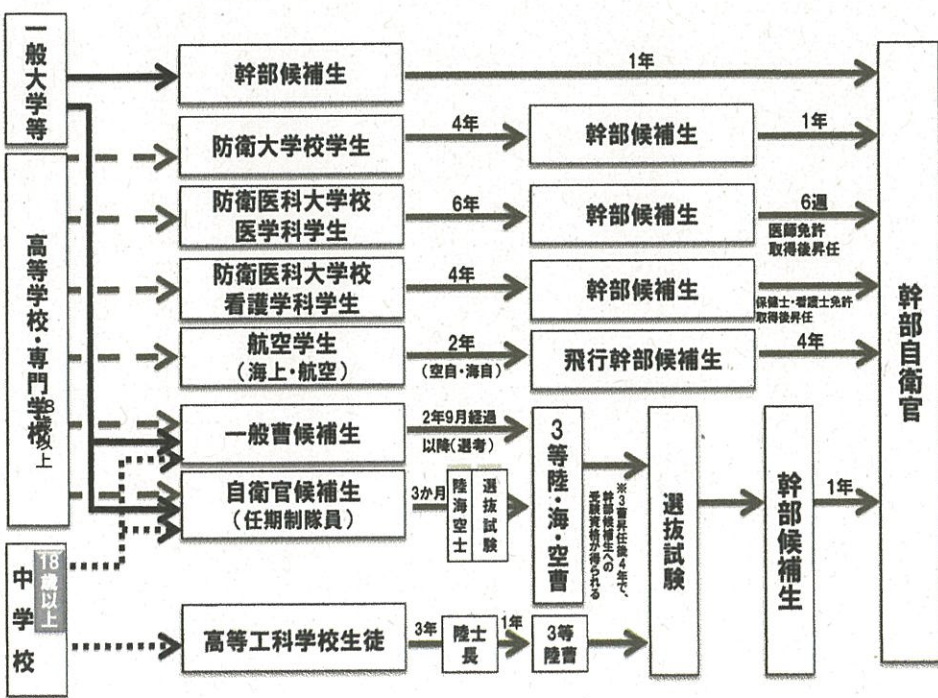 一般大学等
幹部候補生
1年
防衛大学校学生
4年
幹部候補生
1年
防衛医科大学校
医学科学生
6年
幹部候補生
6週
医師免許
取得後昇任
防衛医科大学校
看護学科学生
4年
幹部候補生
保健士・看護士免許
取得後昇任
航空学生
(海上・航空)
2年
(空自・海自)
飛行幹部候補生
4年
高等学校・専門学校
18歳以上
一般曹候補生
2年9月経過
以降(選考)
3等陸・海・空曹
※3曹昇任後4年で、
幹部候補生への
受験資格が得られる
選抜試験
幹部候補生
1年
幹部自衛官
自衛官候補生
(任期制隊員)
3か月
陸海空士
選抜試験
中学校
18歳以上
高等工科学校生徒
3年
陸士
長
1年
3等
陸曹